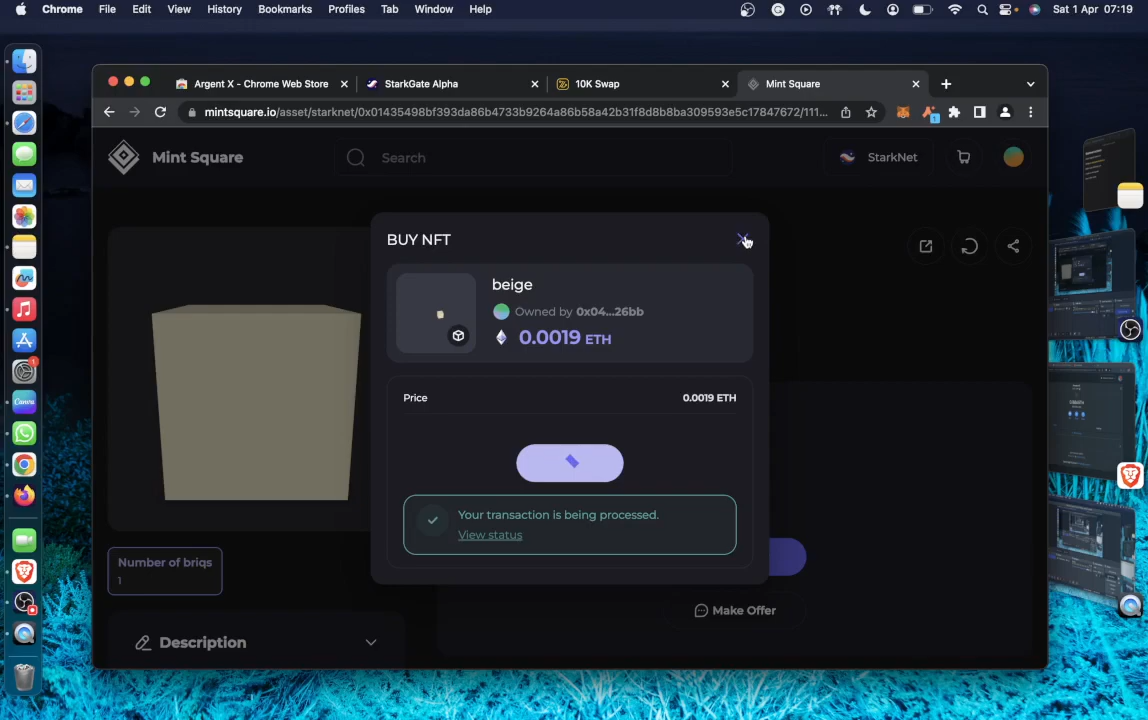 Chrome File Edit View History Bookmarks Profiles Tab Window Help Sat 1 Apr 07:19
Argent X - Chrome Web Store StarkGate Alpha 10K Swap Mint Square
mintsquare.io/asset/starknet/0x01435498bf393da86b4733b9264a86b58a42b31f8d8b8ba309593e5c17847672/111...
1
Mint Square Search StarkNet
BUY NFT
beige
Owned by 0x04...26bb
0.0019 ETH
Price 0.0019 ETH
Your transaction is being processed.
View status
Number of briqs
1
Make Offer
Description
Canva
1